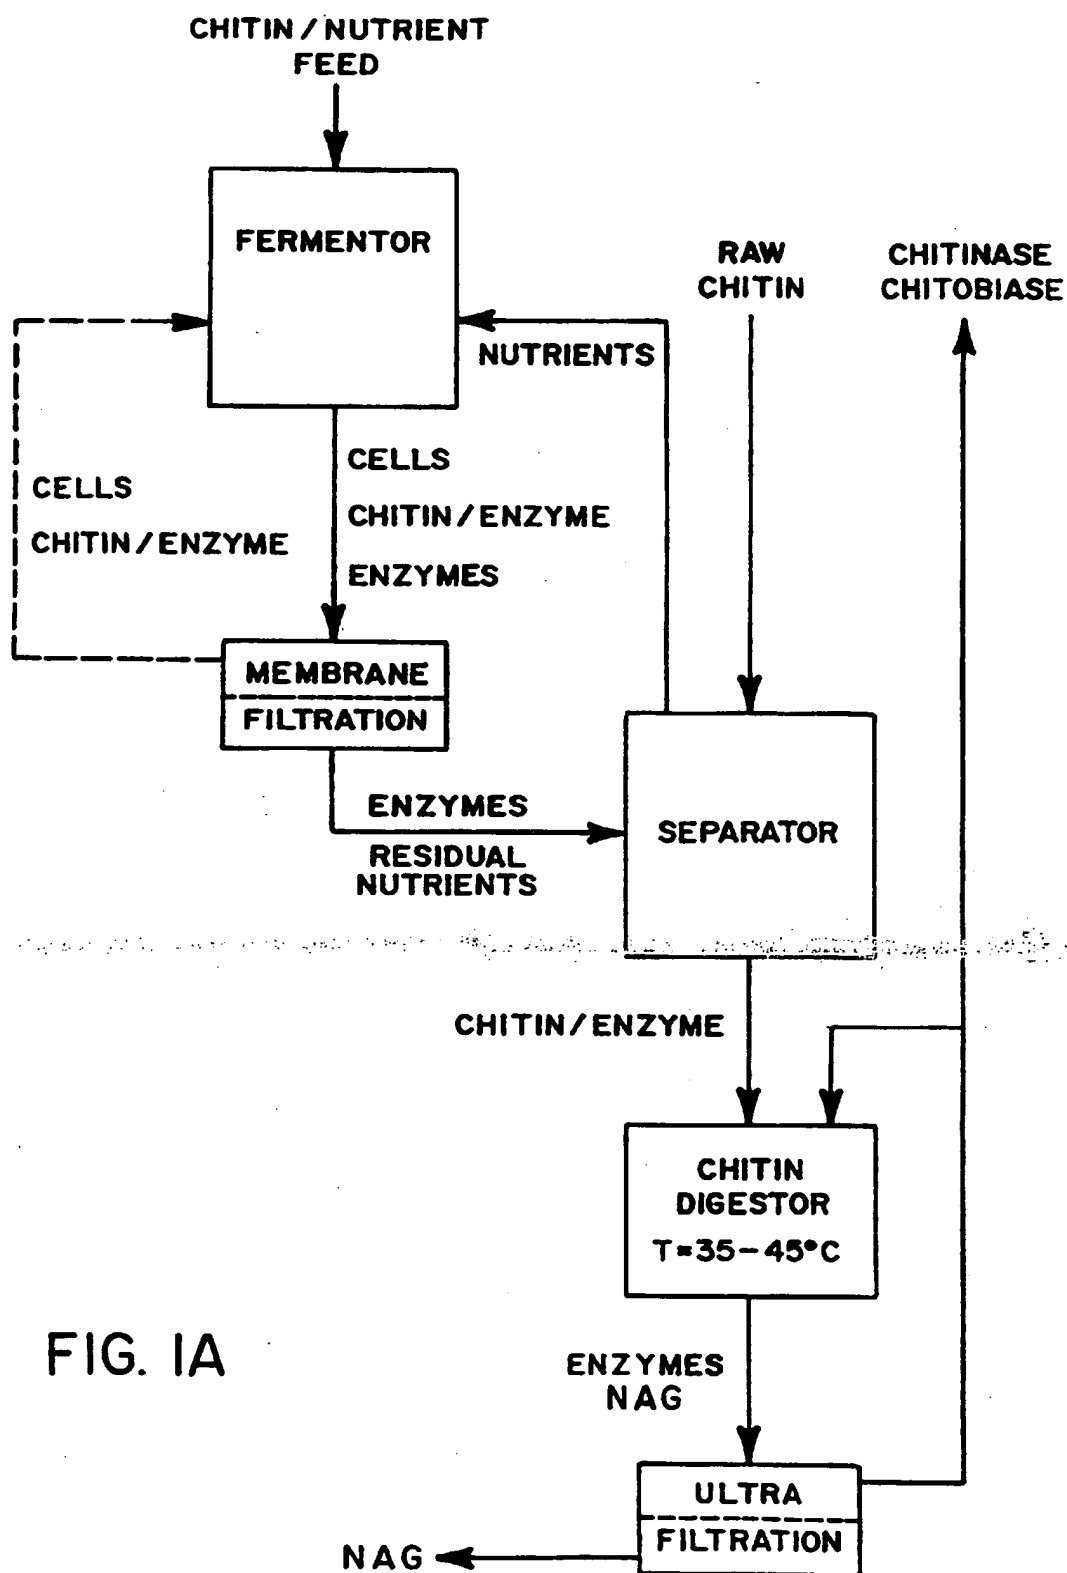 CHITIN/NUTRIENT
FEED
FERMENTOR
RAW
CHITIN
CHITINASE
CHITOBIASE
NUTRIENTS
CELLS
CHITIN/ENZYME
ENZYMES
CELLS
CHITIN/ENZYME
MEMBRANE
FILTRATION
ENZYMES
RESIDUAL
NUTRIENTS
SEPARATOR
CHITIN/ENZYME
CHITIN
DIGESTOR
T=35-45°C
FIG. 1A
ENZYMES
NAG
ULTRA
FILTRATION
NAG